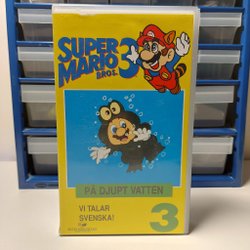 SUPER
MARIO
BROS. 3
PÅ DJUPT VATTEN
VI TALAR
SVENSKA!
3